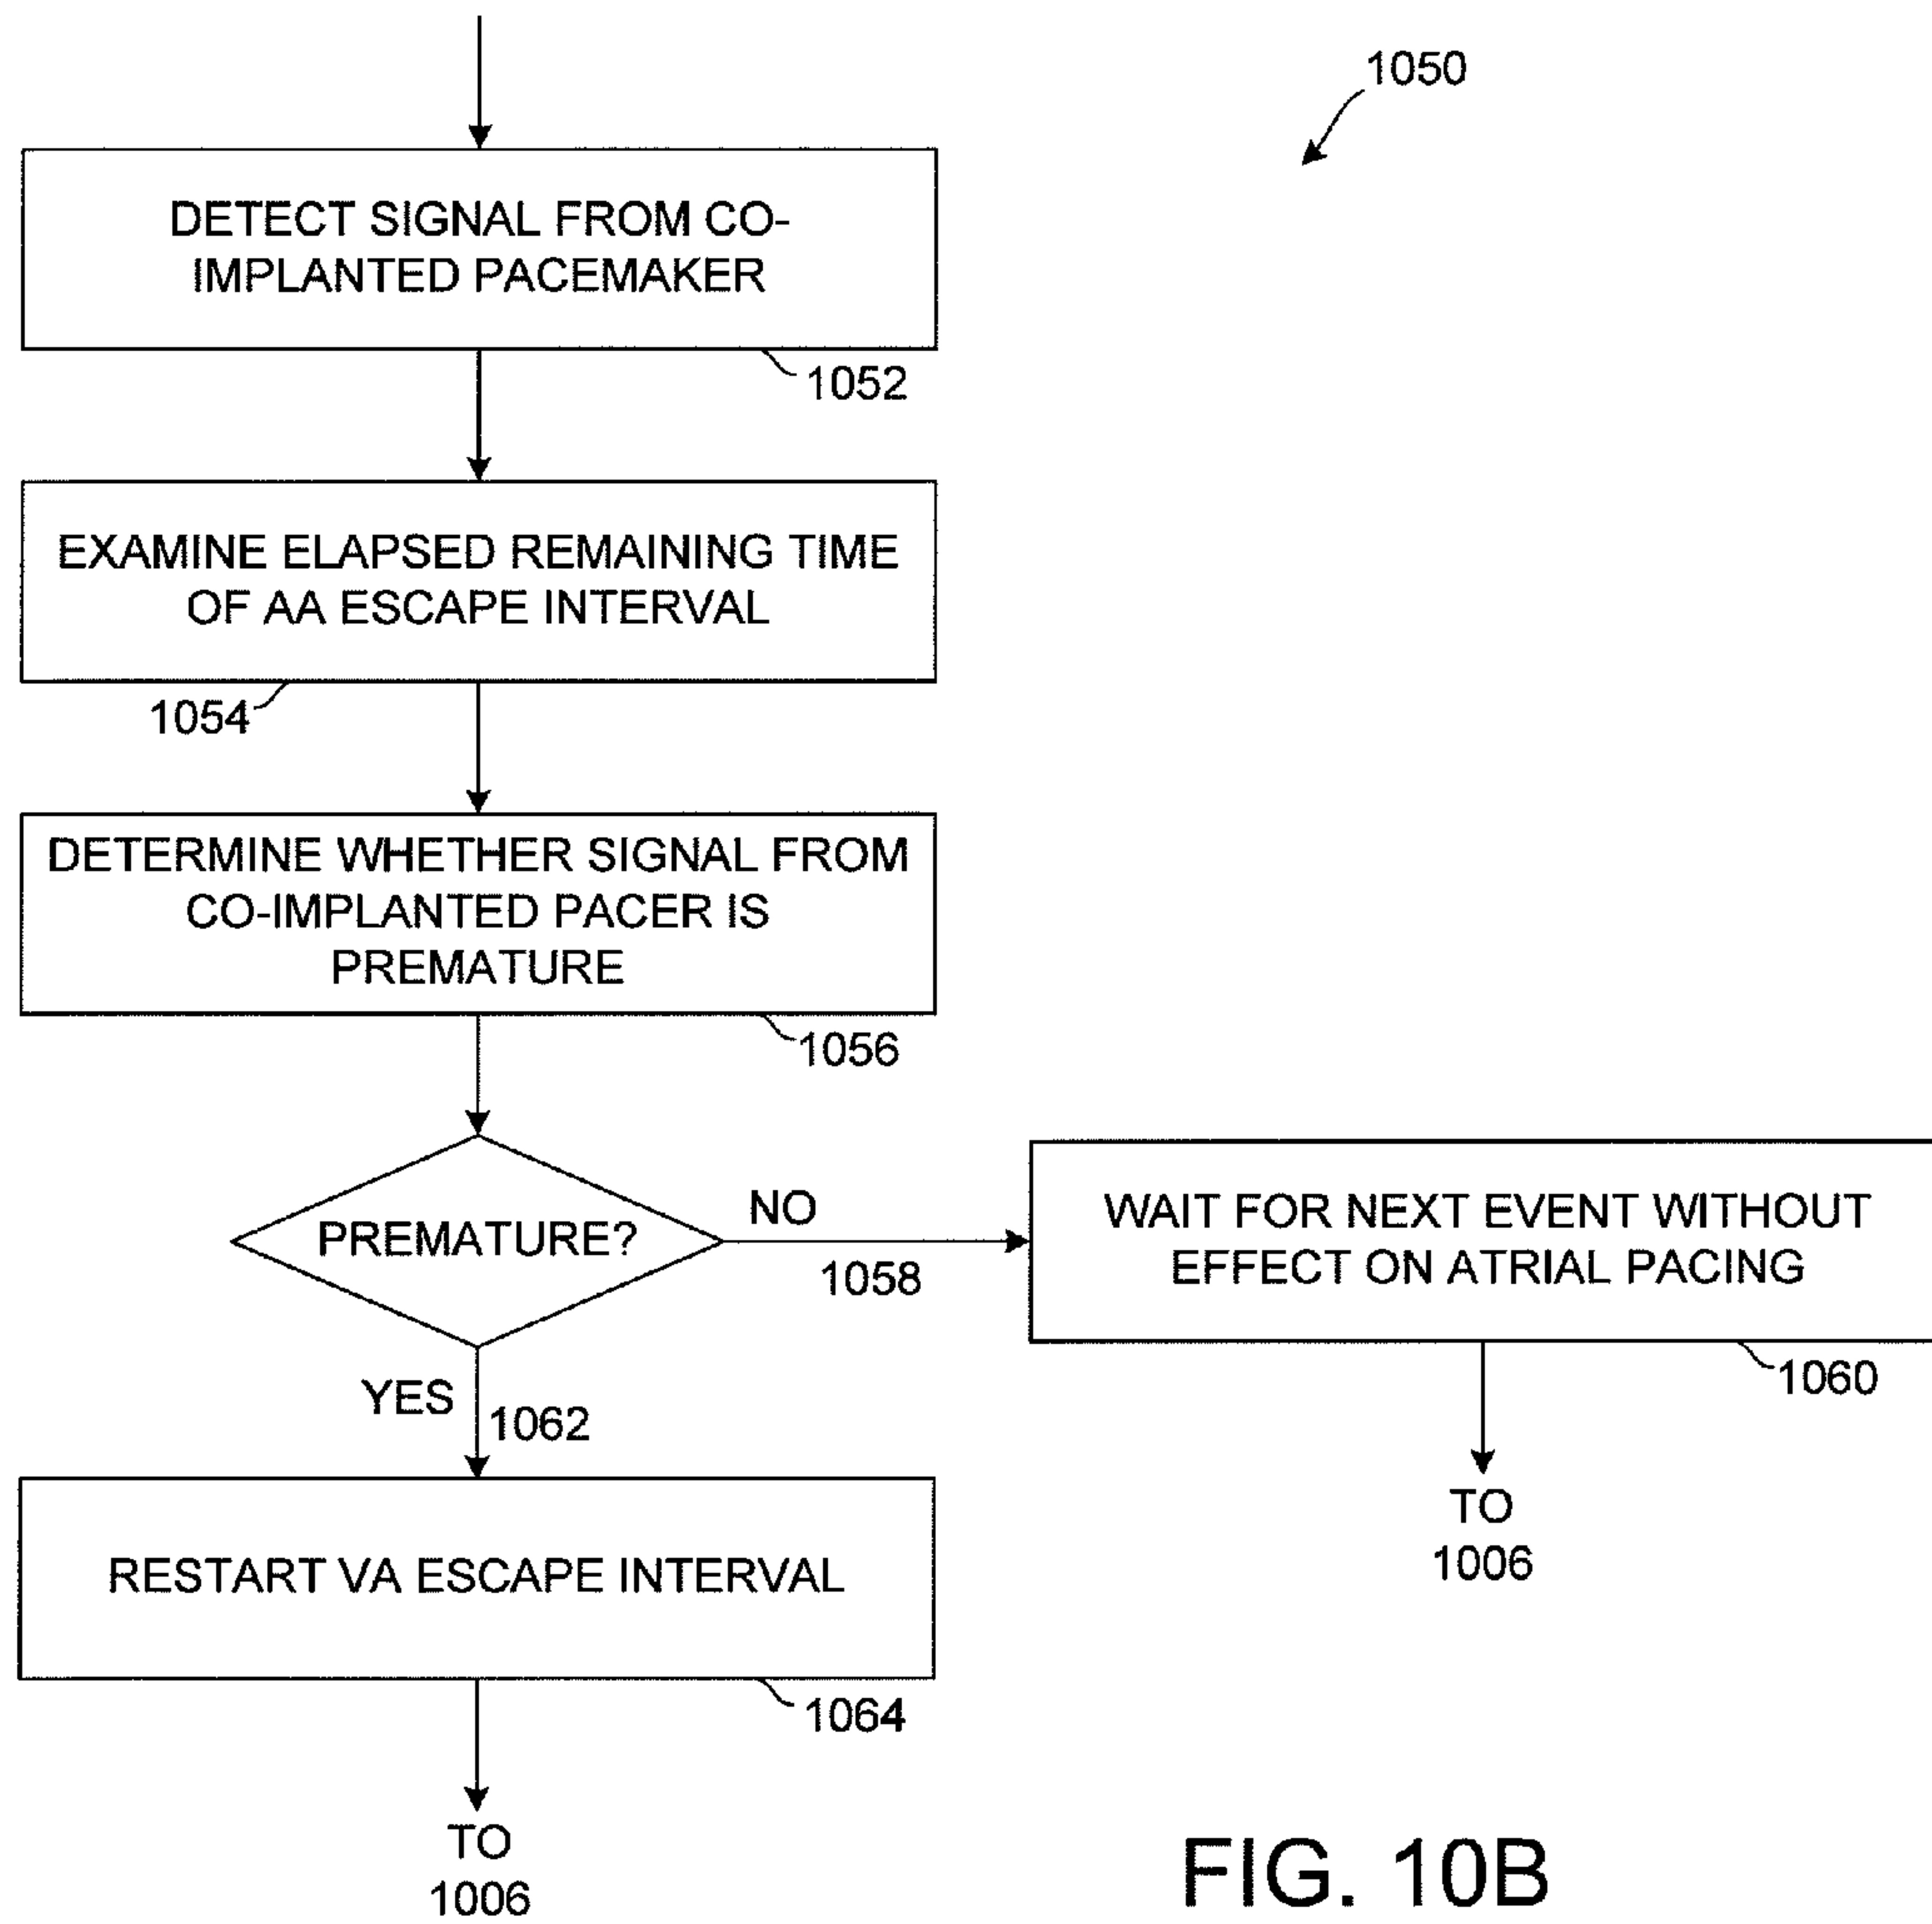 1050
DETECT SIGNAL FROM CO-
IMPLANTED PACEMAKER
1052
EXAMINE ELAPSED REMAINING TIME
OF AA ESCAPE INTERVAL
1054
DETERMINE WHETHER SIGNAL FROM
CO-IMPLANTED PACER IS
PREMATURE
1056
PREMATURE?
NO
1058
WAIT FOR NEXT EVENT WITHOUT
EFFECT ON ATRIAL PACING
1060
TO
1006
YES
1062
RESTART VA ESCAPE INTERVAL
1064
TO
1006
FIG. 10B